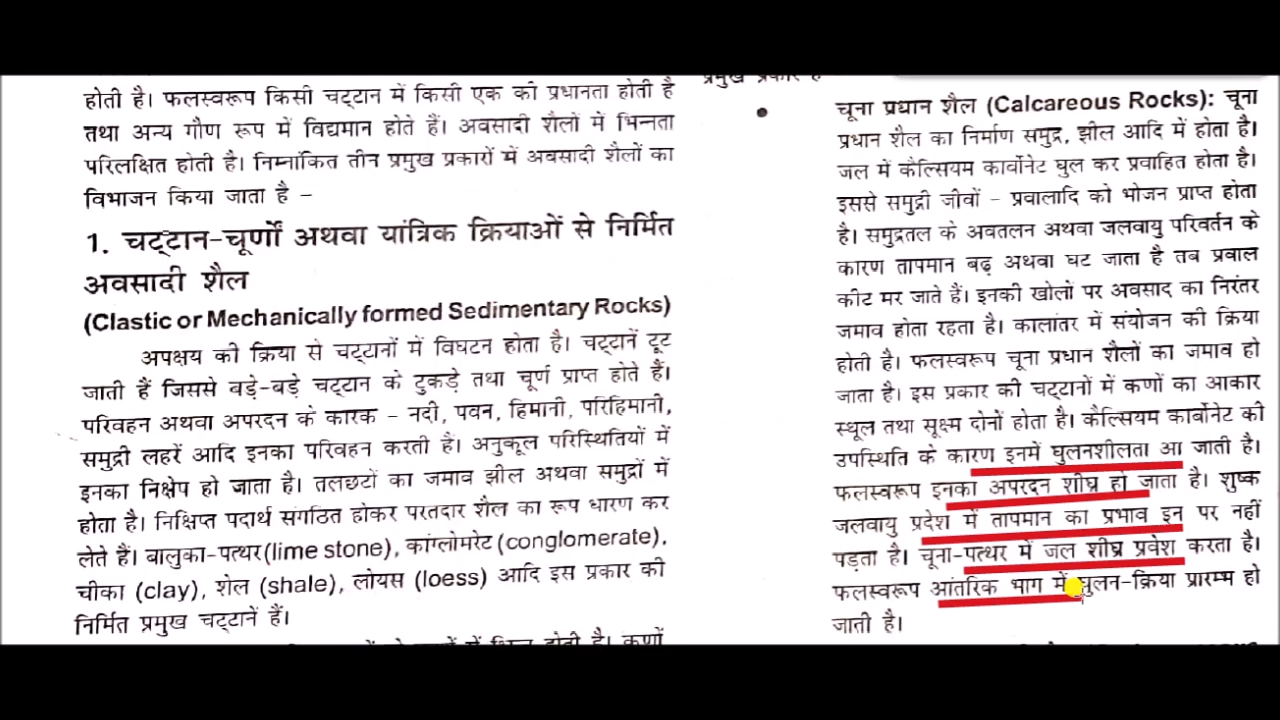 होती है। फलस्वरूप किसी चट्टान में किसी एक की प्रधानता होती है
तथा अन्य गौण रूप में विद्यमान होते हैं। अवसादी शैलों में भिन्नता
परिलक्षित होती है। निम्नांकित तीन प्रमुख प्रकारों में अवसादी शैलों का
विभाजन किया जाता है –
1. चट्टान-चूर्णों अथवा यांत्रिक क्रियाओं से निर्मित
अवसादी शैल
(Clastic or Mechanically formed Sedimentary Rocks)
अपक्षय की क्रिया से चट्टानों में विघटन होता है। चट्टानें टूट
जाती हैं जिससे बड़े-बड़े चट्टान के टुकड़े तथा चूर्ण प्राप्त होते हैं।
परिवहन अथवा अपरदन के कारक – नदी, पवन, हिमानी, परिहिमानी,
समुद्री लहरें आदि इनका परिवहन करती हैं। अनुकूल परिस्थितियों में
इनका निक्षेप हो जाता है। तलछटों का जमाव झील अथवा समुद्रों में
होता है। निक्षिप्त पदार्थ संगठित होकर परतदार शैल का रूप धारण कर
लेते हैं। बालुका-पत्थर(lime stone), कांग्लोमरेट (conglomerate),
चीका (clay), शेल (shale), लोयस (loess) आदि इस प्रकार की
निर्मित प्रमुख चट्टानें हैं।
होती है। कणों
प्रमुख प्रकार है
• चूना प्रधान शैल (Calcareous Rocks): चूना
प्रधान शैल का निर्माण समुद्र, झील आदि में होता है।
जल में कैल्सियम कार्वोनेट घुल कर प्रवाहित होता है।
इससे समुद्री जीवों – प्रवालादि को भोजन प्राप्त होता
है। समुद्रतल के अवतलन अथवा जलवायु परिवर्तन के
कारण तापमान बढ़ अथवा घट जाता है तब प्रवाल
कीट मर जाते हैं। इनकी खोलों पर अवसाद का निरंतर
जमाव होता रहता है। कालांतर में संयोजन की क्रिया
होती है। फलस्वरूप चूना प्रधान शैलों का जमाव हो
जाता है। इस प्रकार की चट्टानों में कणों का आकार
स्थूल तथा सूक्ष्म दोनों होता है। कैल्सियम कार्वोनेट की
उपस्थिति के कारण इनमें घुलनशीलता आ जाती है।
फलस्वरूप इनका अपरदन शीघ्र हो जाता है। शुष्क
जलवायु प्रदेश में तापमान का प्रभाव इन पर नहीं
पड़ता है। चूना-पत्थर में जल शीघ्र प्रवेश करता है।
फलस्वरूप आंतरिक भाग में घुलन-क्रिया प्रारम्भ हो
जाती है।